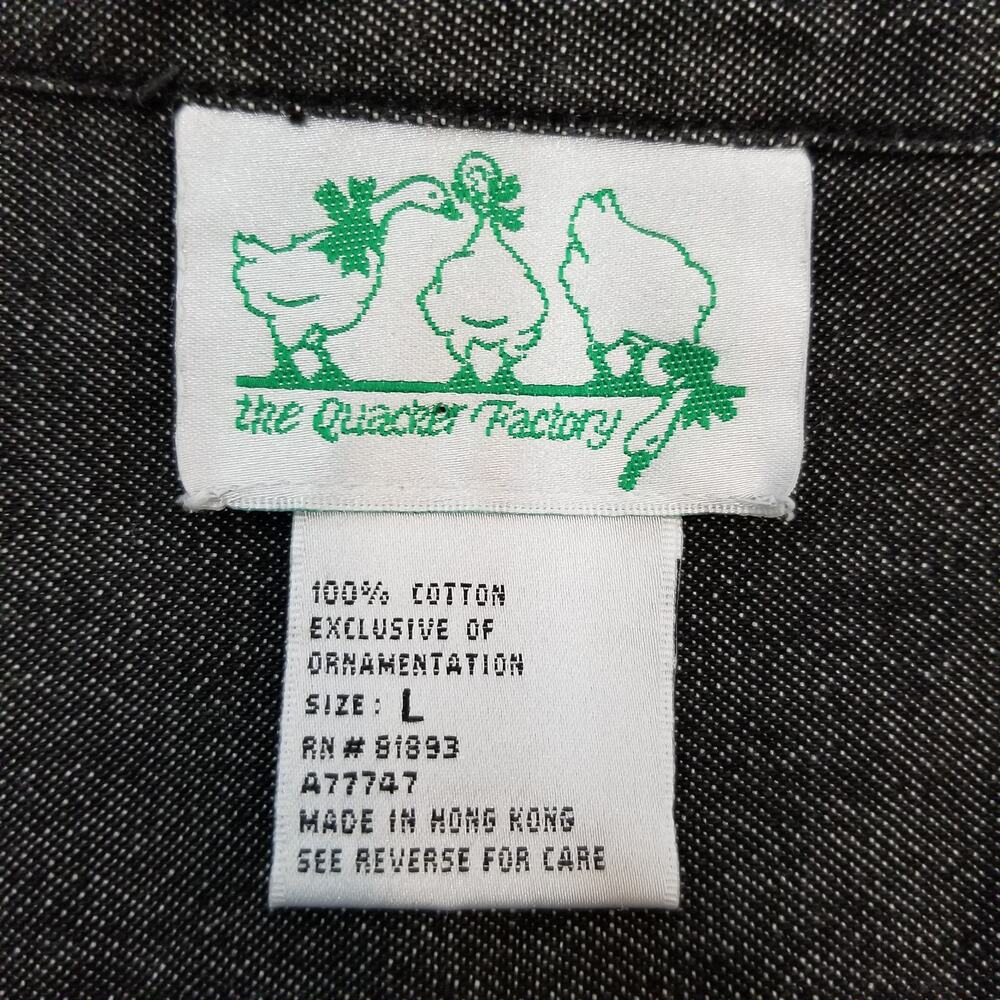 the Quacker Factory
100% COTTON
EXCLUSIVE OF
ORNAMENTATION
SIZE: L
RN # 81893
A77747
MADE IN HONG KONG
SEE REVERSE FOR CARE